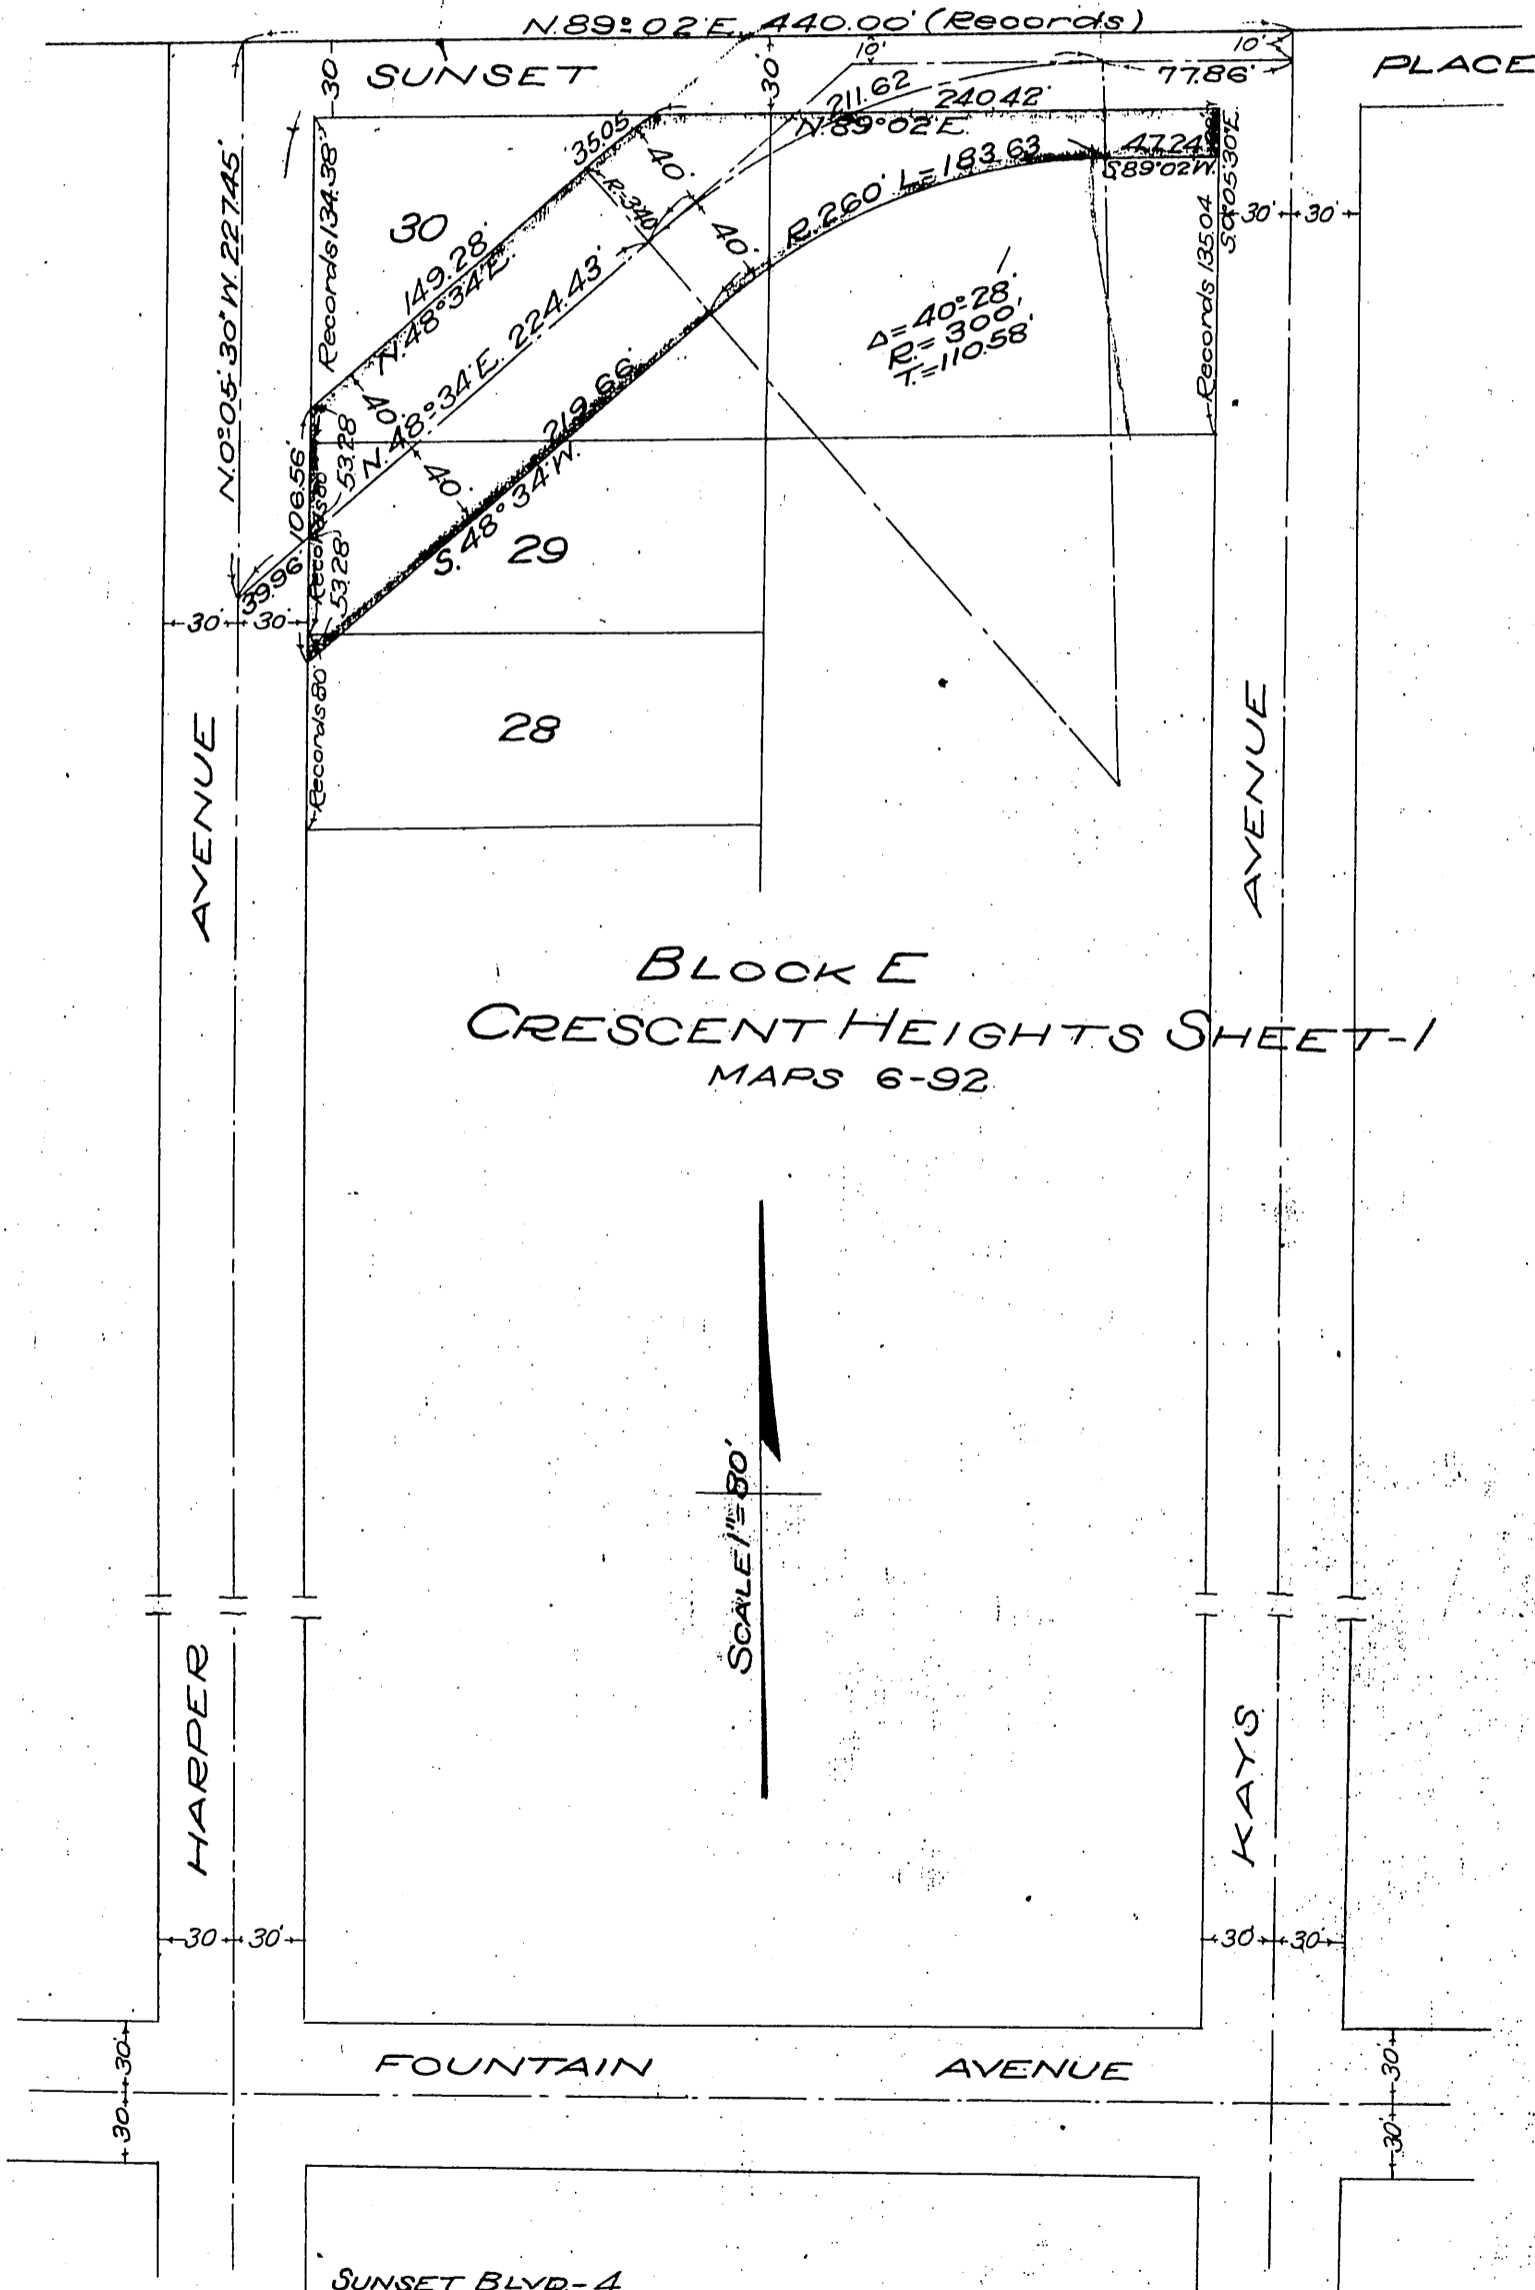 N.89°02'E. 440.00' (Records)
SUNSET
PLACE
30
30'
10'
10'
77.86'
211.62
240.42'
N.89°02'E.
35.05
40'
40'
R.=340
R.260' L=183.63
47.24
S.89°02'W.
S.0°05'30"E.
Records 135.04
30'
30'
N.0°05'30"W. 227.45'
Records 134.38'
30
149.28'
N.48°34'E.
N.48°34'E. 224.43'
1
Δ=40°28'
R.=300'
T.=110.58'
40'
40'
219.66'
S.48°34'W.
106.56'
53.28'
Records 80'
53.28'
39.96'
30'
30'
29
Records 80'
28
AVENUE
AVENUE
BLOCK E
CRESCENT HEIGHTS SHEET-1
MAPS 6-92
SCALE 1"=80'
HARPER
KAYS
30
30'
30'
30'
30'
30'
FOUNTAIN AVENUE
30'
30'
SUNSET BLVD.-4